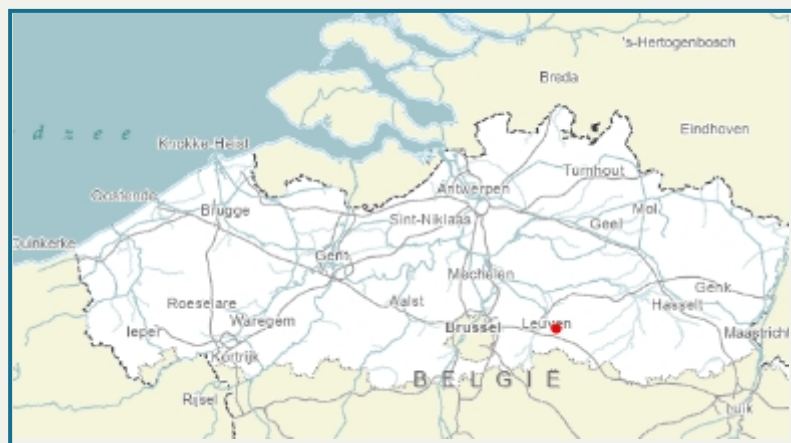 's-Hertogenbosch
Breda
d z e e
Eindhoven
Knokke-Heist
Turnhout
Antwerpen
Oostende
Mol
Brugge
Sint-Niklaas
Geel
Duinkerke
Gent
Mechelen
Genk
Roeselare
Aalst
Hasselt
Waregem
Ieper
Brussel
Leuven
Maastricht
Kortrijk
BELGIË
Rijsel
Luik